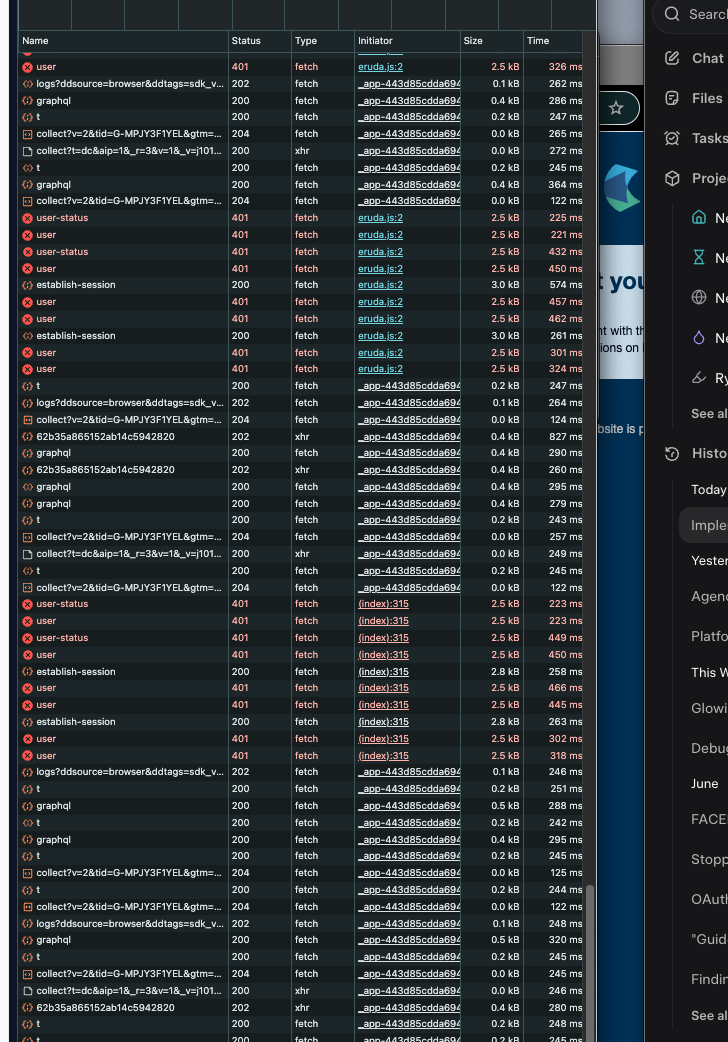 Name Status Type Initiator Size Time
user 401 fetch eruda.js:2 2.5 kB 326 ms
logs?ddsource=browser&ddtags=sdk_v... 202 fetch _app-443d85cdda694 0.1 kB 262 ms
graphql 200 fetch _app-443d85cdda694 0.4 kB 286 ms
t 200 fetch _app-443d85cdda694 0.2 kB 247 ms
collect?v=2&tid=G-MPJY3F1YEL&gtm=... 204 fetch _app-443d85cdda694 0.0 kB 265 ms
collect?t=dc&aip=1&_r=3&v=1&_v=j101... 200 xhr _app-443d85cdda694 0.0 kB 272 ms
t 200 fetch _app-443d85cdda694 0.2 kB 245 ms
graphql 200 fetch _app-443d85cdda694 0.4 kB 364 ms
collect?v=2&tid=G-MPJY3F1YEL&gtm=... 204 fetch _app-443d85cdda694 0.0 kB 122 ms
user-status 401 fetch eruda.js:2 2.5 kB 225 ms
user 401 fetch eruda.js:2 2.5 kB 221 ms
user-status 401 fetch eruda.js:2 2.5 kB 432 ms
user 401 fetch eruda.js:2 2.5 kB 450 ms
establish-session 200 fetch eruda.js:2 3.0 kB 574 ms
user 401 fetch eruda.js:2 2.5 kB 457 ms
user 401 fetch eruda.js:2 2.5 kB 462 ms
establish-session 200 fetch eruda.js:2 3.0 kB 261 ms
user 401 fetch eruda.js:2 2.5 kB 301 ms
user 401 fetch eruda.js:2 2.5 kB 324 ms
t 200 fetch _app-443d85cdda694 0.2 kB 247 ms
logs?ddsource=browser&ddtags=sdk_v... 202 fetch _app-443d85cdda694 0.1 kB 264 ms
collect?v=2&tid=G-MPJY3F1YEL&gtm=... 204 fetch _app-443d85cdda694 0.0 kB 124 ms
62b35a865152ab14c5942820 202 xhr _app-443d85cdda694 0.4 kB 827 ms
graphql 200 fetch _app-443d85cdda694 0.4 kB 290 ms
62b35a865152ab14c5942820 202 xhr _app-443d85cdda694 0.4 kB 260 ms
graphql 200 fetch _app-443d85cdda694 0.4 kB 295 ms
graphql 200 fetch _app-443d85cdda694 0.4 kB 279 ms
t 200 fetch _app-443d85cdda694 0.2 kB 243 ms
collect?v=2&tid=G-MPJY3F1YEL&gtm=... 204 fetch _app-443d85cdda694 0.0 kB 257 ms
collect?t=dc&aip=1&_r=3&v=1&_v=j101... 200 xhr _app-443d85cdda694 0.0 kB 249 ms
t 200 fetch _app-443d85cdda694 0.2 kB 245 ms
collect?v=2&tid=G-MPJY3F1YEL&gtm=... 204 fetch _app-443d85cdda694 0.0 kB 122 ms
user-status 401 fetch (index):315 2.5 kB 223 ms
user 401 fetch (index):315 2.5 kB 223 ms
user-status 401 fetch (index):315 2.5 kB 449 ms
user 401 fetch (index):315 2.5 kB 450 ms
establish-session 200 fetch (index):315 2.8 kB 258 ms
user 401 fetch (index):315 2.5 kB 466 ms
user 401 fetch (index):315 2.5 kB 445 ms
establish-session 200 fetch (index):315 2.8 kB 263 ms
user 401 fetch (index):315 2.5 kB 302 ms
user 401 fetch (index):315 2.5 kB 318 ms
logs?ddsource=browser&ddtags=sdk_v... 202 fetch _app-443d85cdda694 0.1 kB 246 ms
t 200 fetch _app-443d85cdda694 0.2 kB 251 ms
graphql 200 fetch _app-443d85cdda694 0.5 kB 288 ms
t 200 fetch _app-443d85cdda694 0.2 kB 242 ms
graphql 200 fetch _app-443d85cdda694 0.4 kB 295 ms
t 200 fetch _app-443d85cdda694 0.2 kB 245 ms
collect?v=2&tid=G-MPJY3F1YEL&gtm=... 204 fetch _app-443d85cdda694 0.0 kB 125 ms
t 200 fetch _app-443d85cdda694 0.2 kB 244 ms
collect?v=2&tid=G-MPJY3F1YEL&gtm=... 204 fetch _app-443d85cdda694 0.0 kB 122 ms
logs?ddsource=browser&ddtags=sdk_v... 202 fetch _app-443d85cdda694 0.1 kB 248 ms
graphql 200 fetch _app-443d85cdda694 0.5 kB 320 ms
t 200 fetch _app-443d85cdda694 0.2 kB 245 ms
collect?v=2&tid=G-MPJY3F1YEL&gtm=... 204 fetch _app-443d85cdda694 0.0 kB 245 ms
collect?t=dc&aip=1&_r=3&v=1&_v=j101... 200 xhr _app-443d85cdda694 0.0 kB 246 ms
62b35a865152ab14c5942820 202 xhr _app-443d85cdda694 0.4 kB 280 ms
t 200 fetch _app-443d85cdda694 0.2 kB 248 ms
t 200 fetch _app-443d85cdda694 0.2 kB 245 ms
t you
nt with th
ions on
bsite is p
Search
Chat
Files
Tasks
Proje
Ne
Ne
Ne
Ne
Ry
See al
Histo
Today
Imple
Yester
Agenc
Platfo
This W
Glowi
Debug
June
FACE
Stopp
OAuth
"Guid
Findin
See al